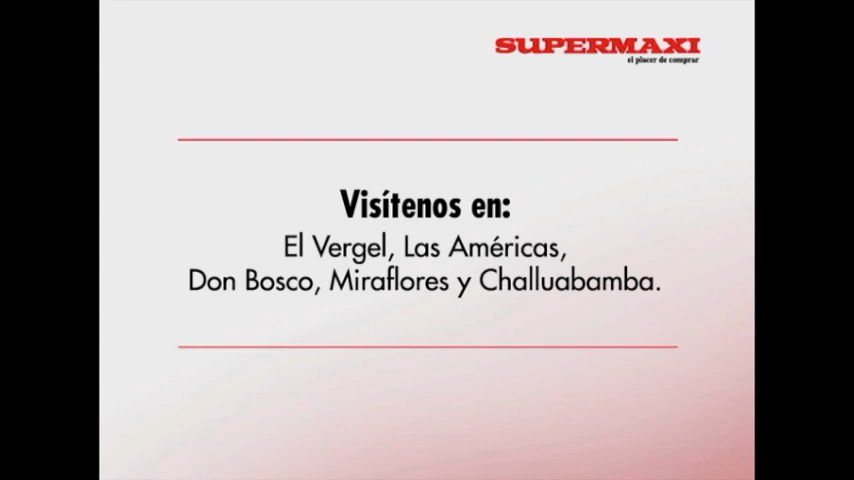 SUPERMAXI
el placer de comprar
Visítenos en:
El Vergel, Las Américas,
Don Bosco, Miraflores y Challuabamba.